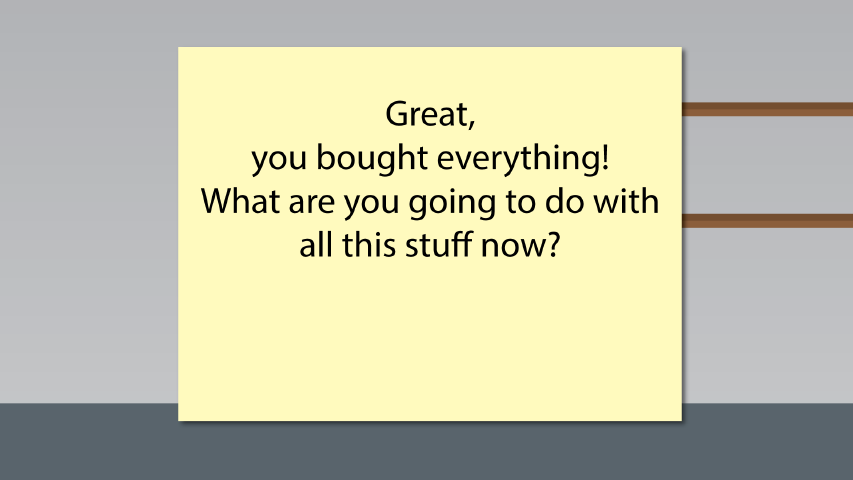 Great,
you bought everything!
What are you going to do with
all this stuff now?